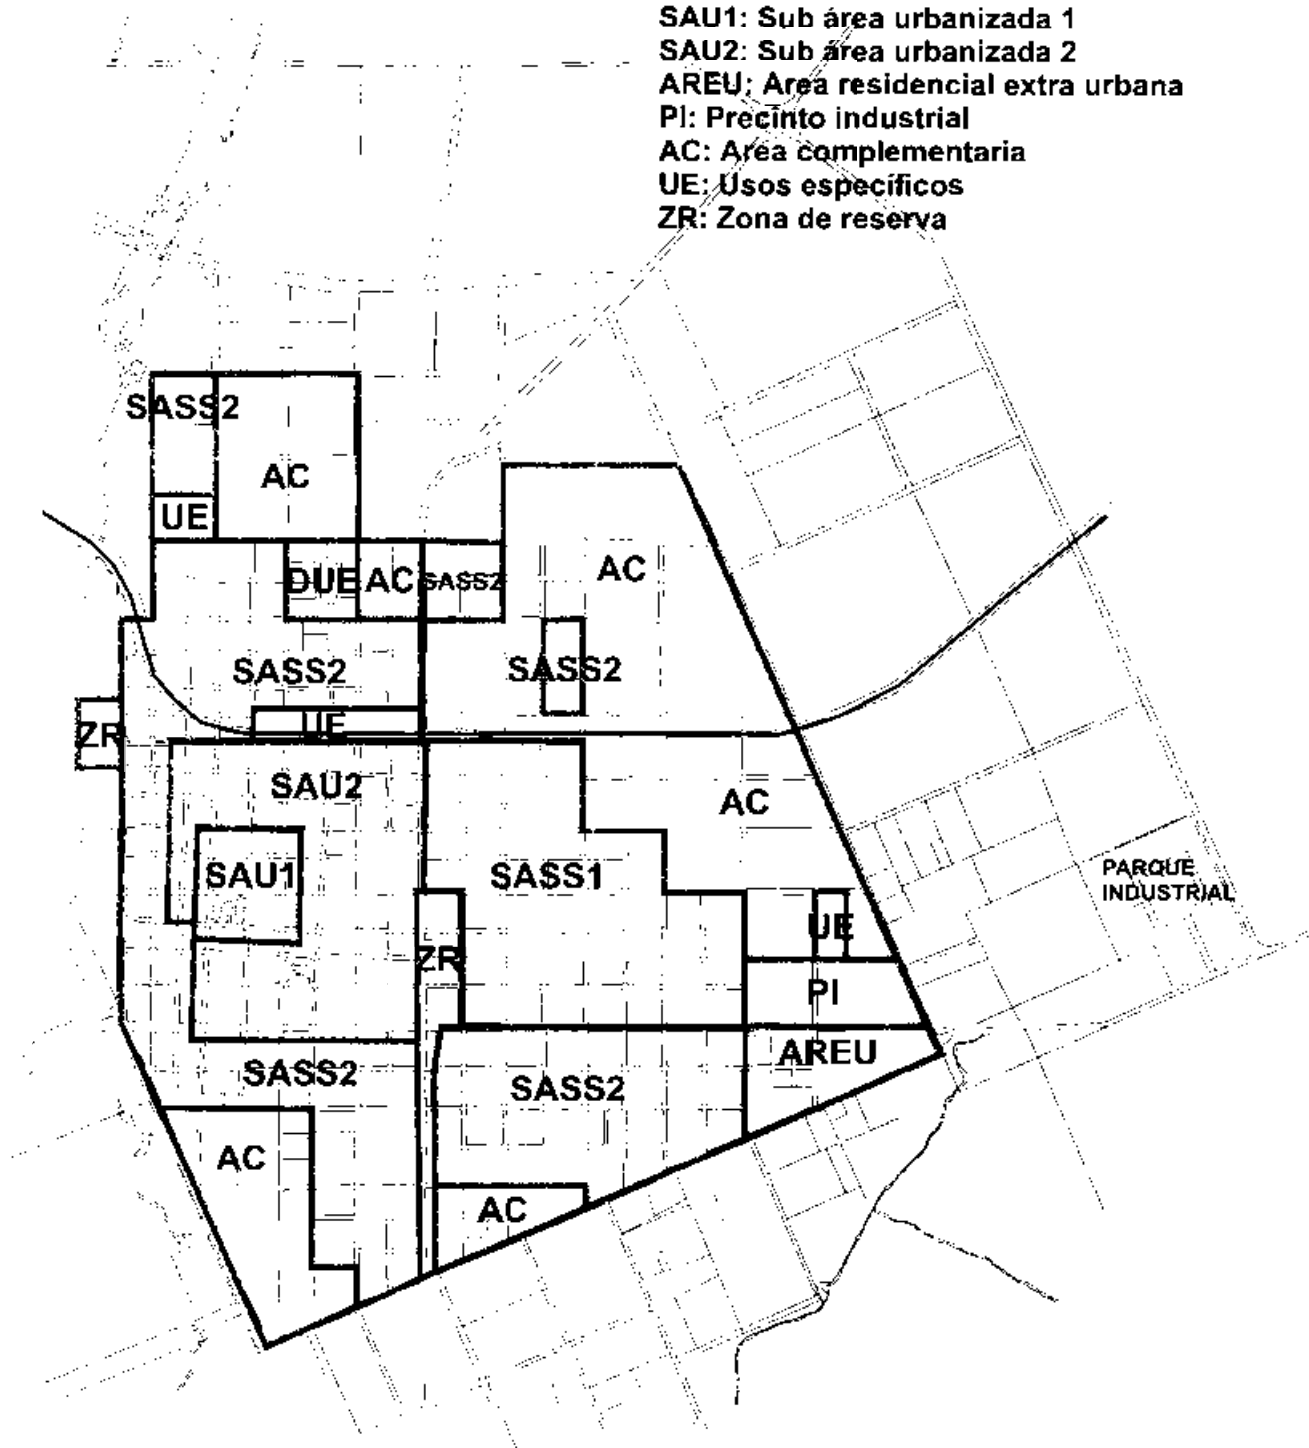 SAU1: Sub área urbanizada 1
SAU2: Sub área urbanizada 2
AREU: Area residencial extra urbana
PI: Precinto industrial
AC: Area complementaria
UE: Usos específicos
ZR: Zona de reserva
SASS2
AC
UE
DUE
AC
SASS2
AC
SASS2
SASS2
ZR
UE
SAU2
AC
SAU1
SASS1
PARQUE
INDUSTRIAL
UE
ZR
PI
AREU
SASS2
SASS2
AC
AC